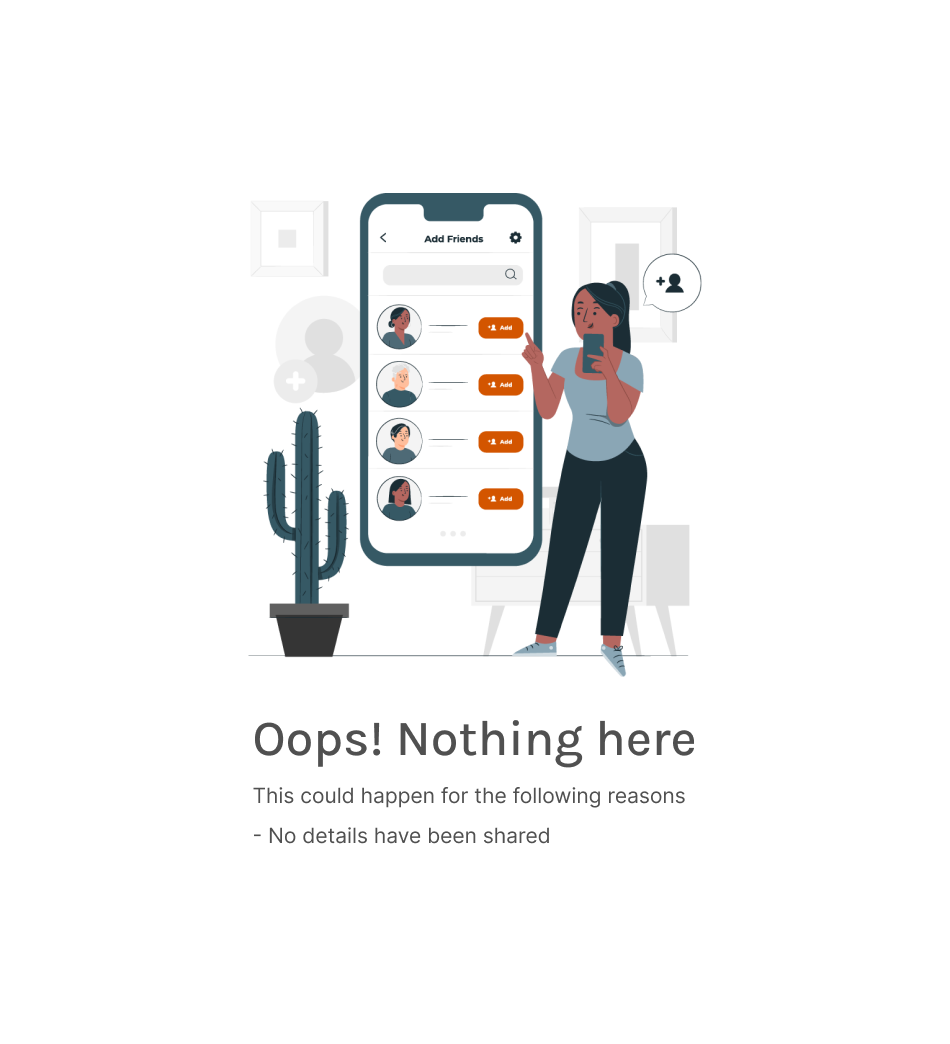 Add Friends
Add
Add
Add
Add
Oops! Nothing here
This could happen for the following reasons
- No details have been shared